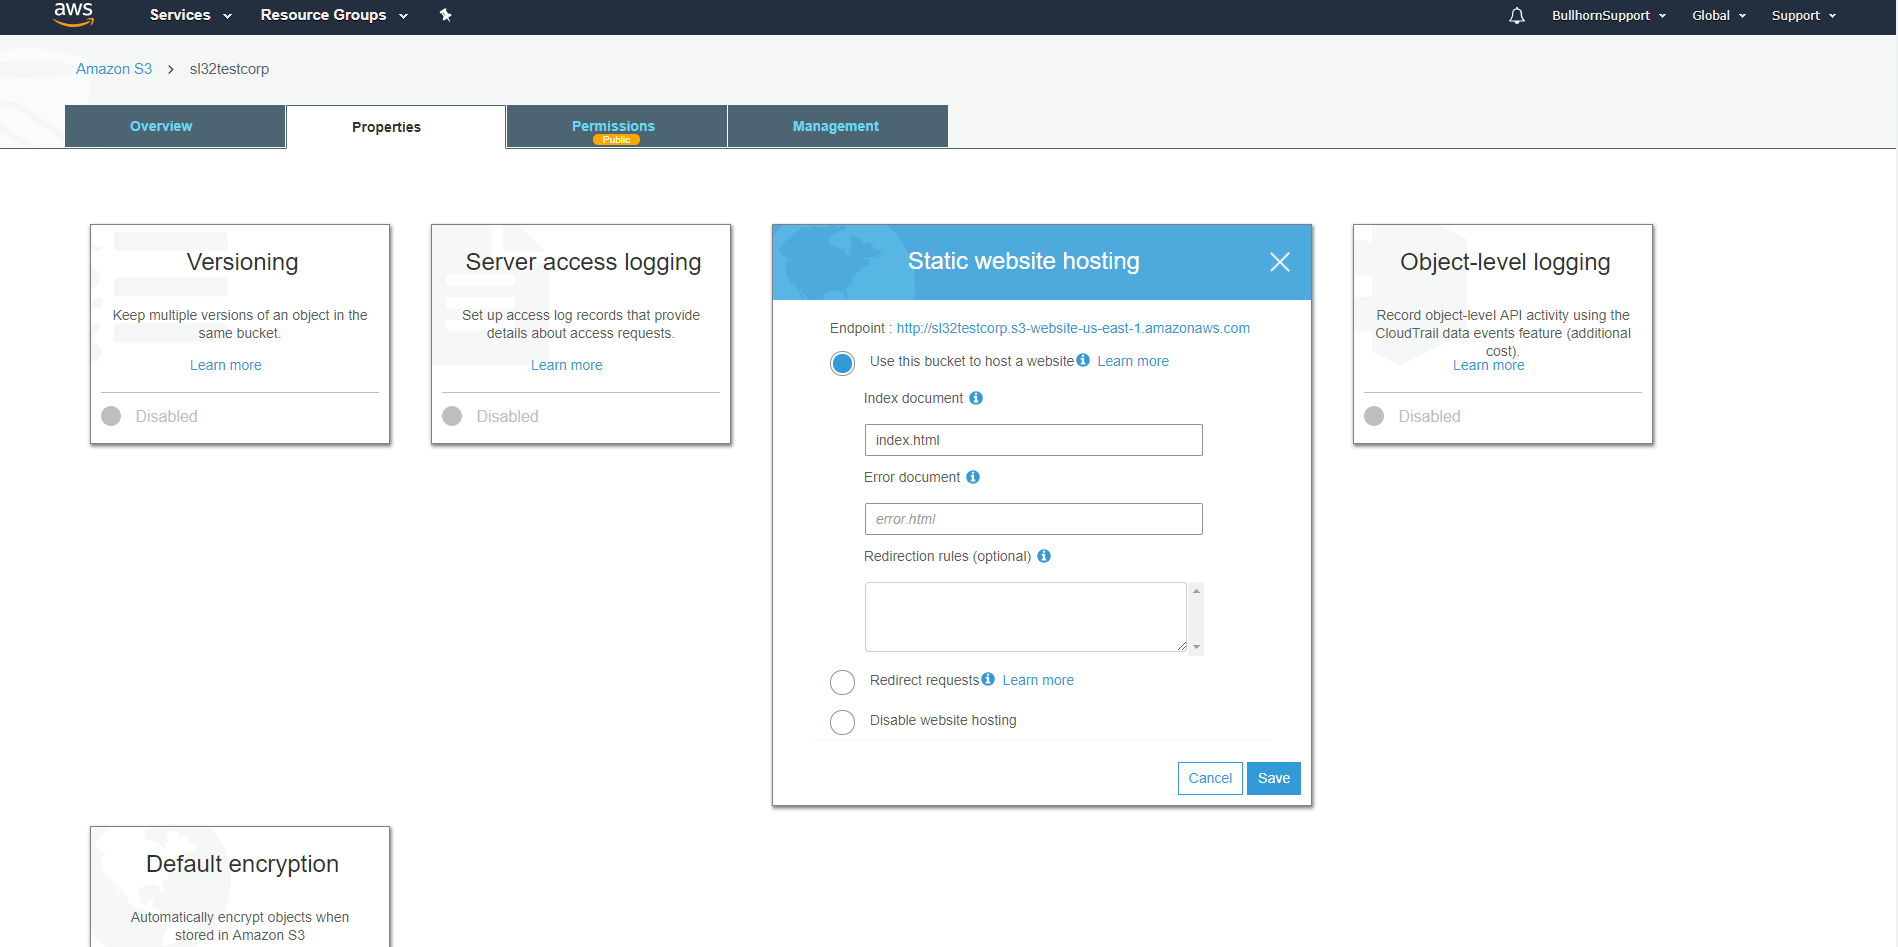 aws
Services
Resource Groups
BullhornSupport
Global
Support
Amazon S3
sl32testcorp
Overview
Properties
Permissions
Public
Management
Versioning
Keep multiple versions of an object in the
same bucket.
Learn more
Disabled
Server access logging
Set up access log records that provide
details about access requests.
Learn more
Disabled
Static website hosting
Endpoint : http://sl32testcorp.s3-website-us-east-1.amazonaws.com
Use this bucket to host a website Learn more
Index document
index.html
Error document
error.html
Redirection rules (optional)
Redirect requests Learn more
Disable website hosting
Cancel
Save
Object-level logging
Record object-level API activity using the
CloudTrail data events feature (additional
cost).
Learn more
Disabled
Default encryption
Automatically encrypt objects when
stored in Amazon S3